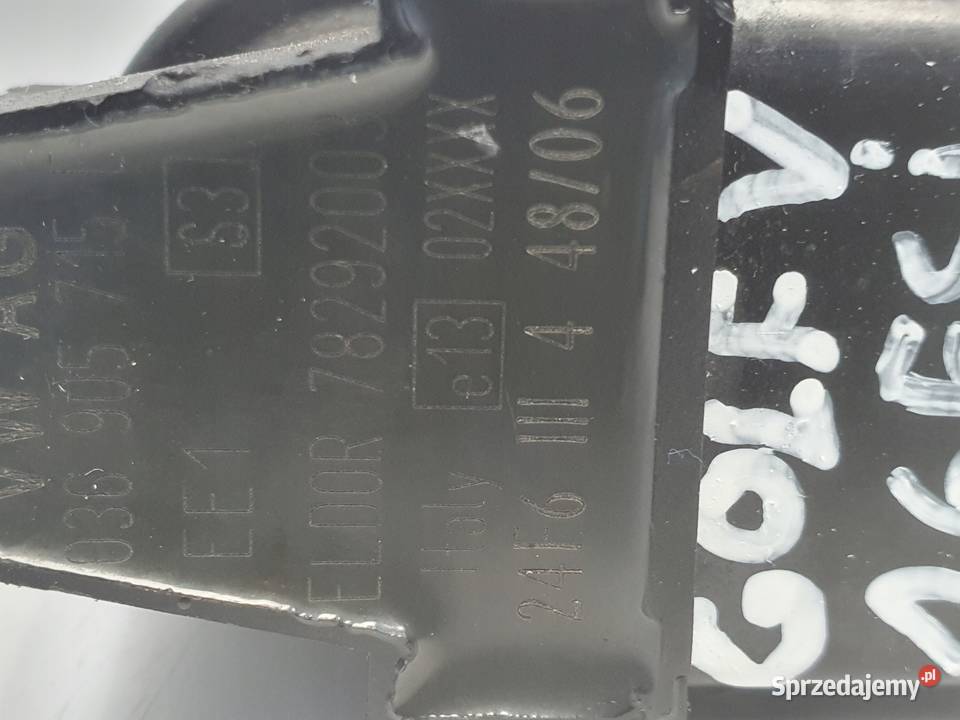 VW AG
036 905 715
EE1 S3
ELDOR 7829200
Italy e13 02XXXX
24F6 III 4 48/06
GOLF V
Sprzedajemy.pl